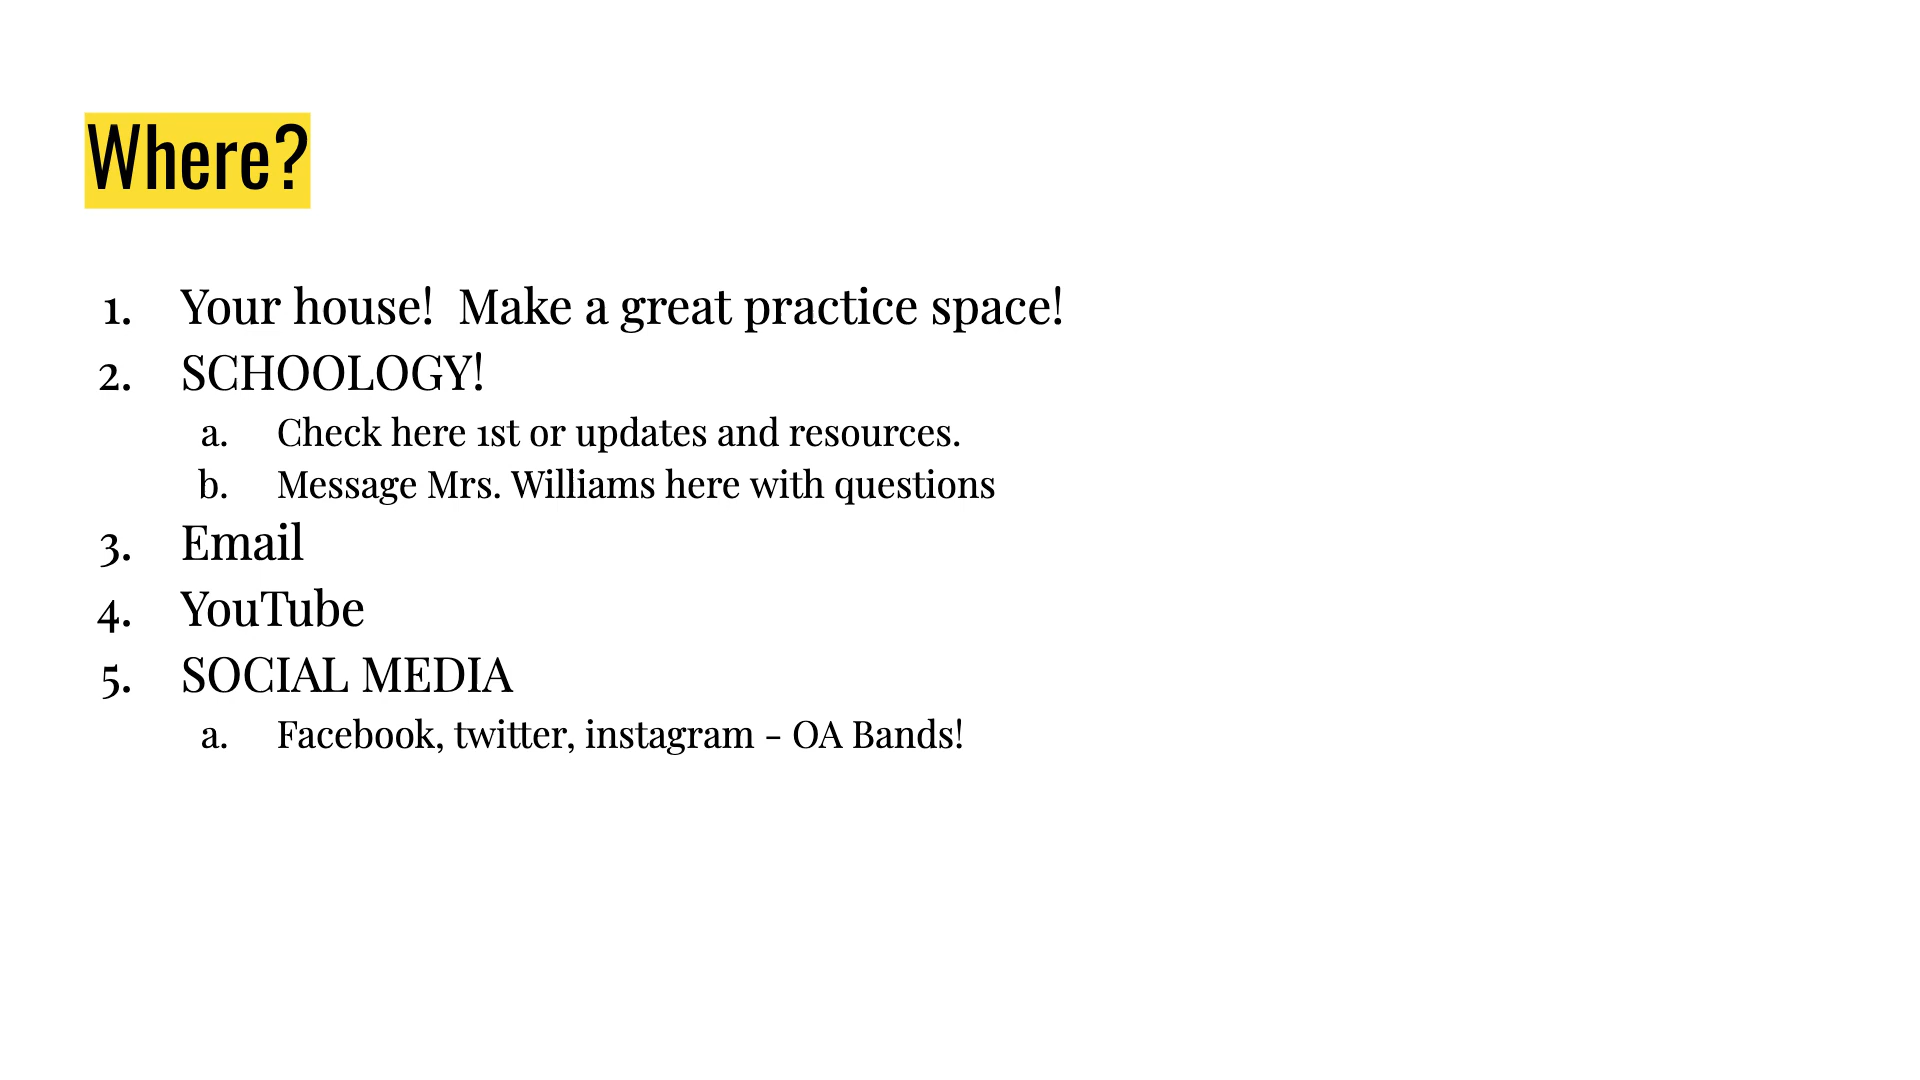 Where?
1. Your house!  Make a great practice space!
2. SCHOOLOGY!
a. Check here 1st or updates and resources.
b. Message Mrs. Williams here with questions
3. Email
4. YouTube
5. SOCIAL MEDIA
a. Facebook, twitter, instagram - OA Bands!